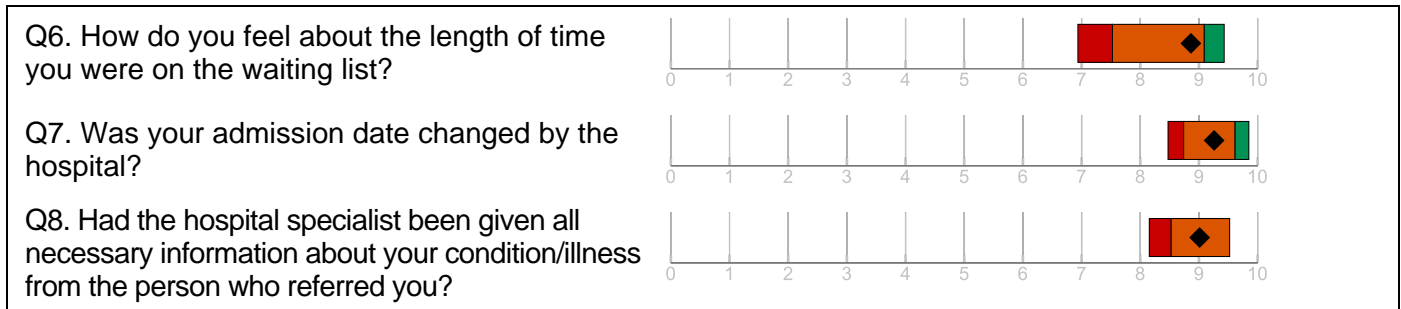 Q6. How do you feel about the length of time
you were on the waiting list?
0 1 2 3 4 5 6 7 8 9 10
Q7. Was your admission date changed by the
hospital?
0 1 2 3 4 5 6 7 8 9 10
Q8. Had the hospital specialist been given all
necessary information about your condition/illness
from the person who referred you?
0 1 2 3 4 5 6 7 8 9 10